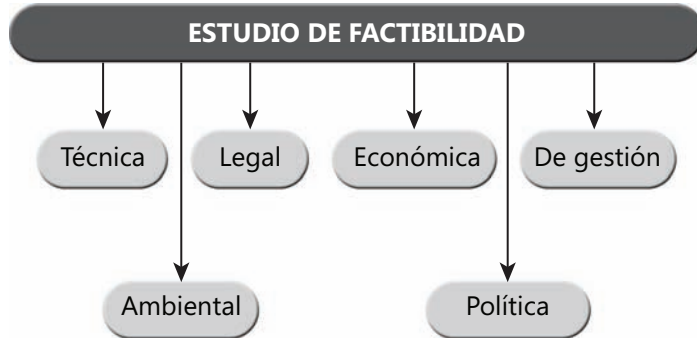 ESTUDIO DE FACTIBILIDAD
Técnica
Legal
Económica
De gestión
Ambiental
Política